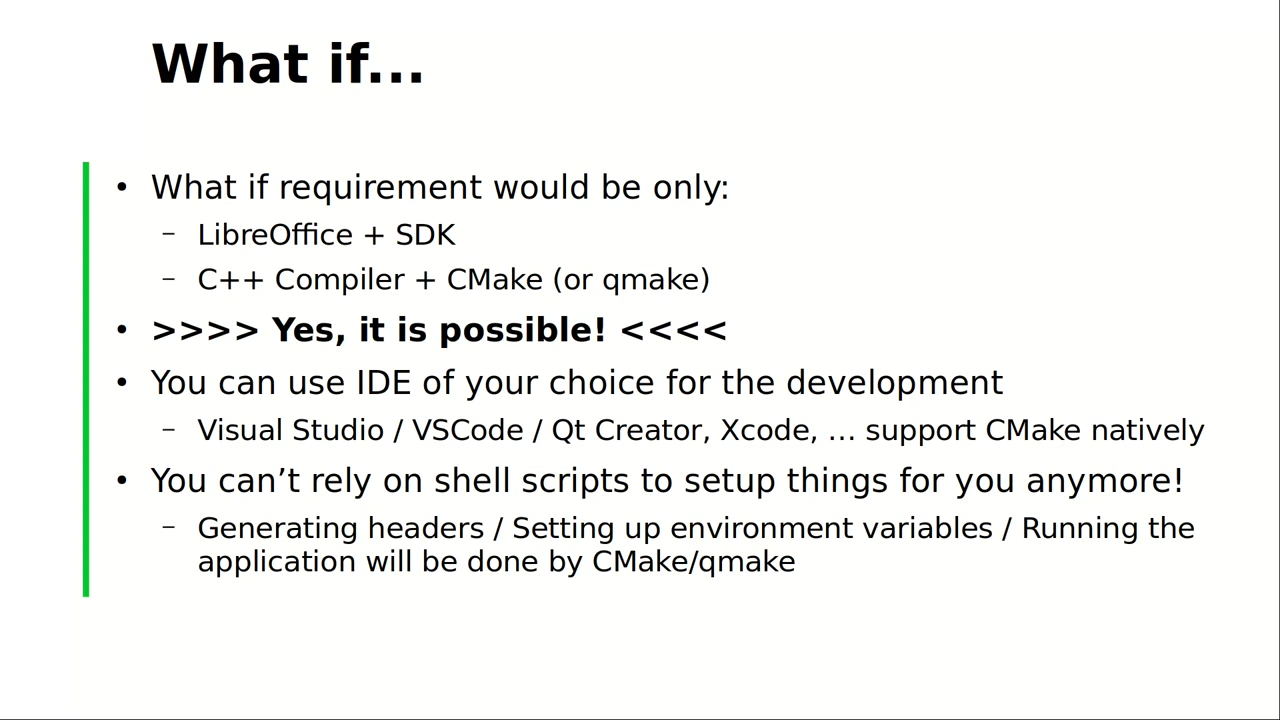 What if...
• What if requirement would be only:
– LibreOffice + SDK
– C++ Compiler + CMake (or qmake)
• >>>> Yes, it is possible! <<<<
• You can use IDE of your choice for the development
– Visual Studio / VSCode / Qt Creator, Xcode, … support CMake natively
• You can’t rely on shell scripts to setup things for you anymore!
– Generating headers / Setting up environment variables / Running the
application will be done by CMake/qmake